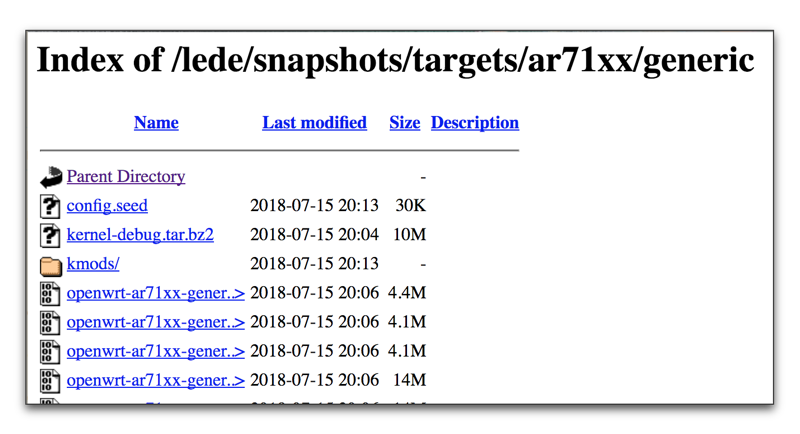 Index of /lede/snapshots/targets/ar71xx/generic
Name Last modified Size Description
Parent Directory -
config.seed 2018-07-15 20:13 30K
kernel-debug.tar.bz2 2018-07-15 20:04 10M
kmods/ 2018-07-15 20:13 -
openwrt-ar71xx-gener..> 2018-07-15 20:06 4.4M
openwrt-ar71xx-gener..> 2018-07-15 20:06 4.1M
openwrt-ar71xx-gener..> 2018-07-15 20:06 4.1M
openwrt-ar71xx-gener..> 2018-07-15 20:06 14M